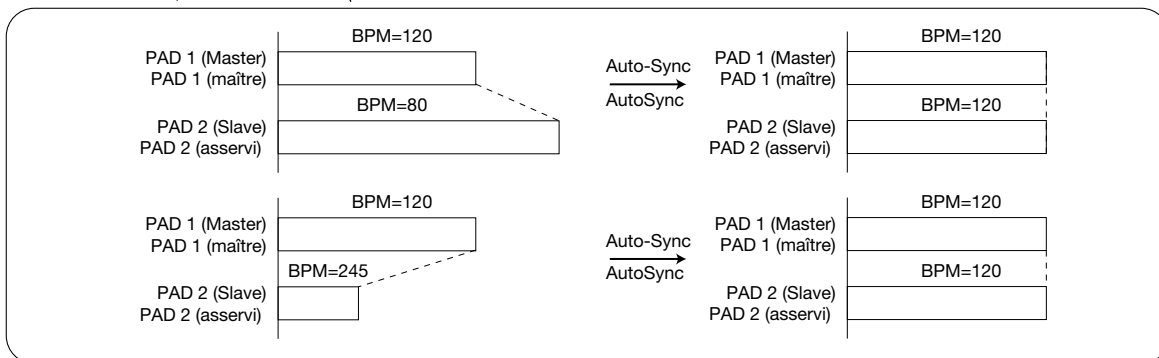 BPM=120
PAD 1 (Master)
PAD 1 (maître)
BPM=80
PAD 2 (Slave)
PAD 2 (asservi)
Auto-Sync
AutoSync
BPM=120
PAD 1 (Master)
PAD 1 (maître)
BPM=120
PAD 2 (Slave)
PAD 2 (asservi)
BPM=120
PAD 1 (Master)
PAD 1 (maître)
BPM=245
PAD 2 (Slave)
PAD 2 (asservi)
Auto-Sync
AutoSync
BPM=120
PAD 1 (Master)
PAD 1 (maître)
BPM=120
PAD 2 (Slave)
PAD 2 (asservi)